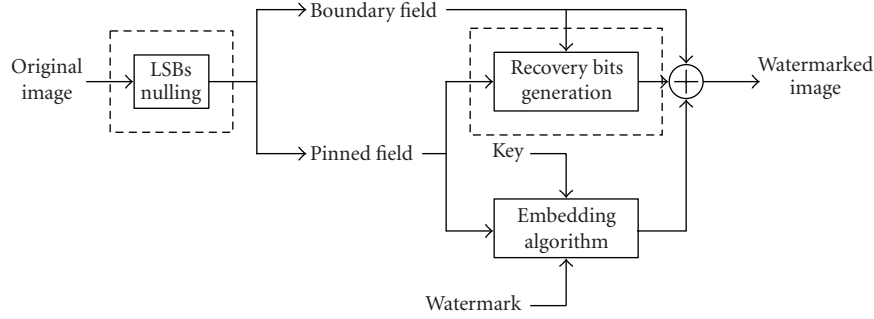 Boundary field
Original
image
LSBs
nulling
Recovery bits
generation
Watermarked
image
Pinned field
Key
Embedding
algorithm
Watermark